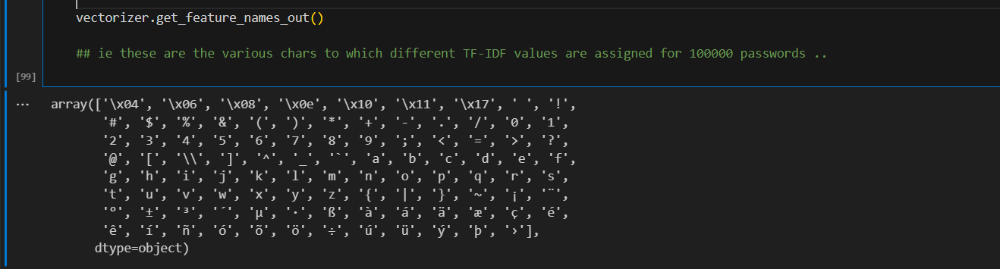 vectorizer.get_feature_names_out()
## ie these are the various chars to which different TF-IDF values are assigned for 100000 passwords ..
[99]
... array(['\x04', '\x06', '\x08', '\x0e', '\x10', '\x11', '\x17', ' ', '!',
'#', '$', '%', '&', '(', ')', '*', '+', '-', '.', '/', '0', '1',
'2', '3', '4', '5', '6', '7', '8', '9', ';', '<', '=', '>', '?',
'@', '[', '\\', ']', '^', '_', '`', 'a', 'b', 'c', 'd', 'e', 'f',
'g', 'h', 'i', 'j', 'k', 'l', 'm', 'n', 'o', 'p', 'q', 'r', 's',
't', 'u', 'v', 'w', 'x', 'y', 'z', '{', '|', '}', '~', '¡', '¨',
'°', '±', '³', '´', 'µ', '·', 'ß', 'à', 'á', 'ä', 'æ', 'ç', 'é',
'ê', 'í', 'ñ', 'ó', 'õ', 'ö', '÷', 'ú', 'ü', 'ý', 'þ', '›'],
dtype=object)